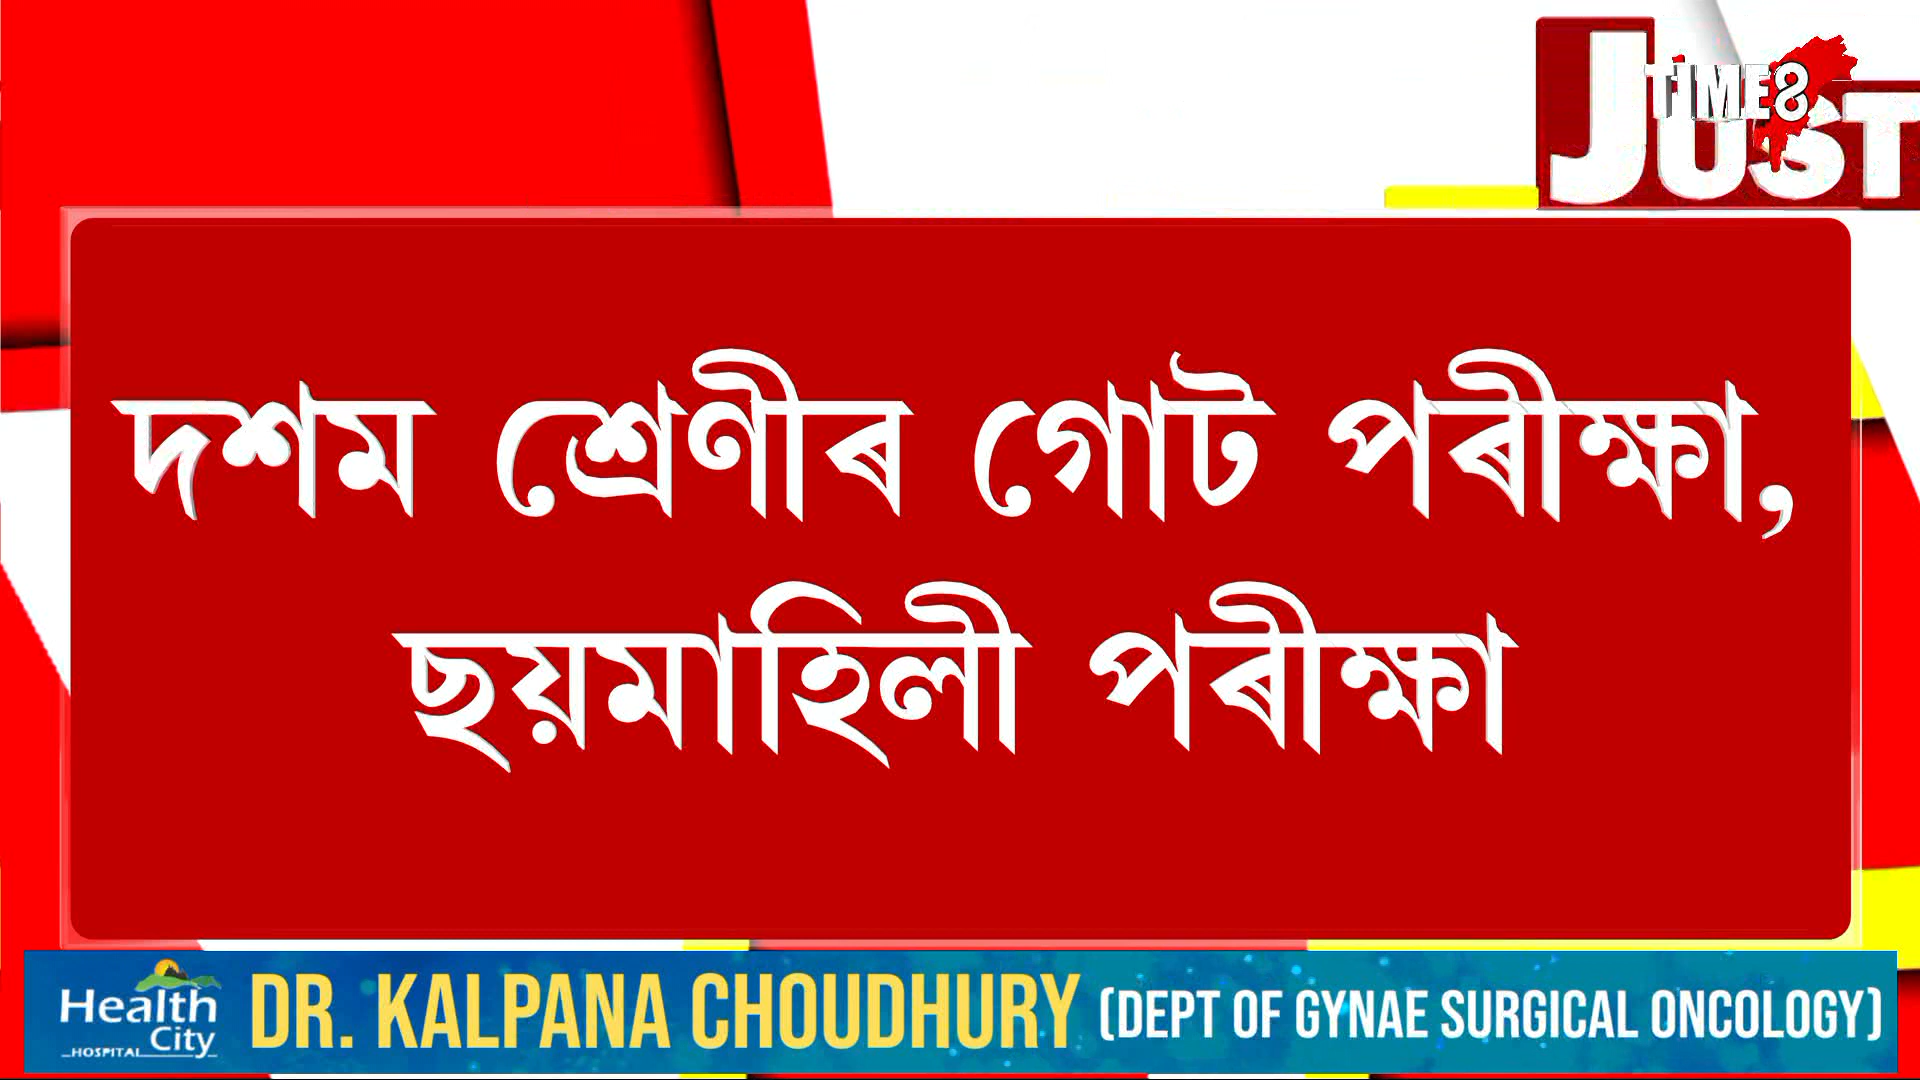 JUST
TIME8
দশম শ্ৰেণীৰ গোট পৰীক্ষা,
ছয়মাহিলী পৰীক্ষা
Health City HOSPITAL
DR. KALPANA CHOUDHURY (DEPT OF GYNAE SURGICAL ONCOLOGY)